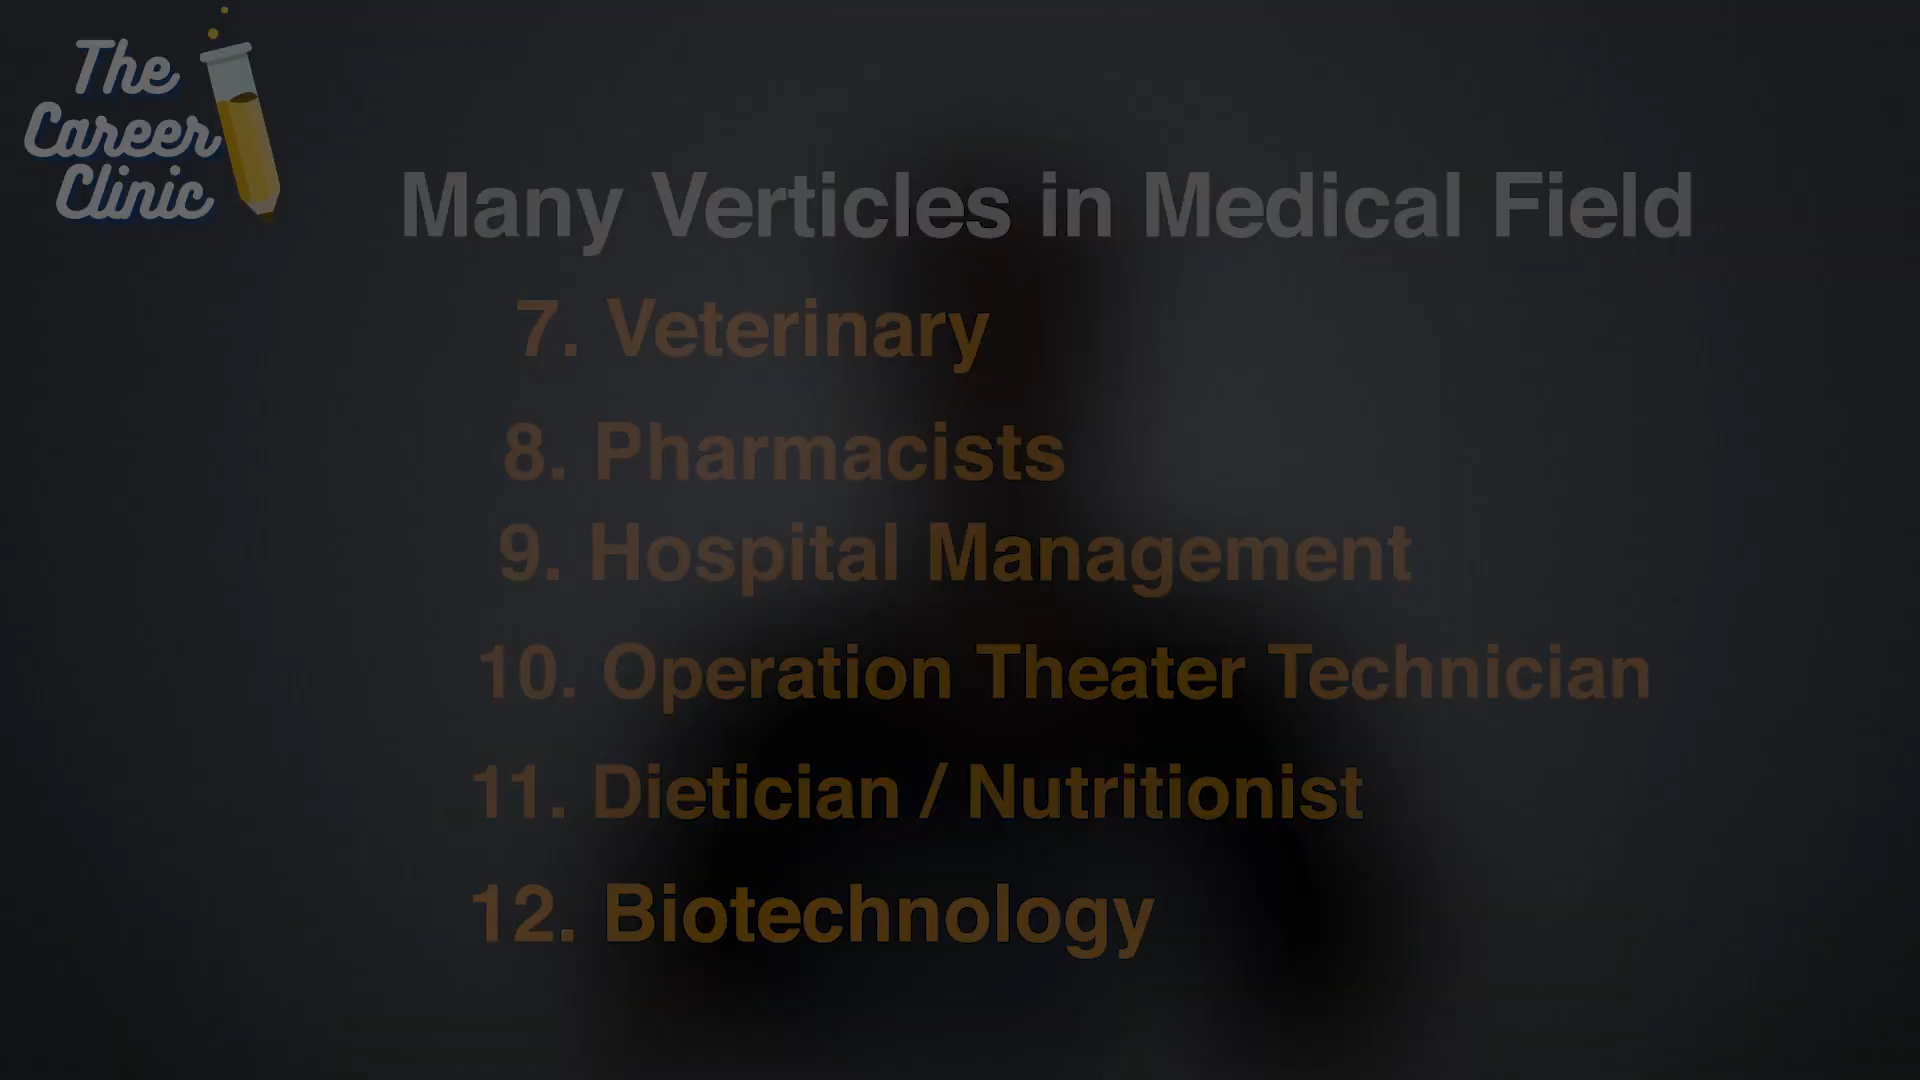 The
Career
Clinic
Many Verticles in Medical Field
7. Veterinary
8. Pharmacists
9. Hospital Management
10. Operation Theater Technician
11. Dietician / Nutritionist
12. Biotechnology